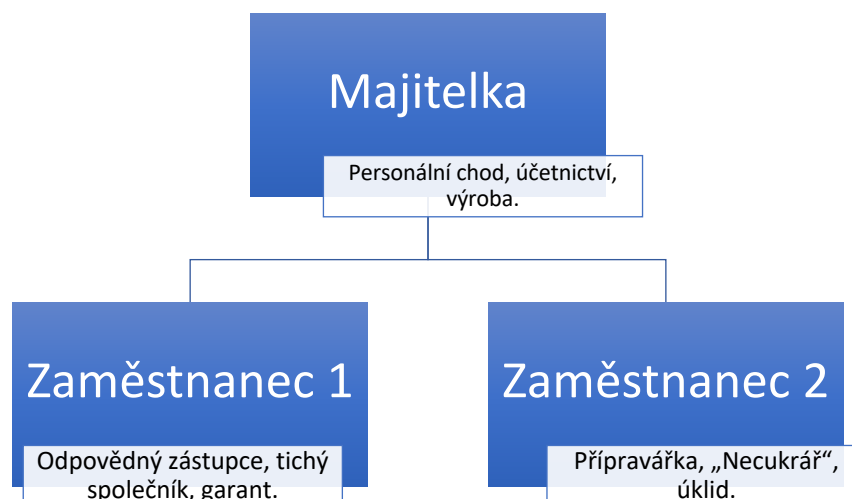 Majitelka
Personální chod, účetnictví,
výroba.
Zaměstnanec 1
Odpovědný zástupce, tichý
společník, garant.
Zaměstnanec 2
Přípravářka, „Necukrář“,
úklid.